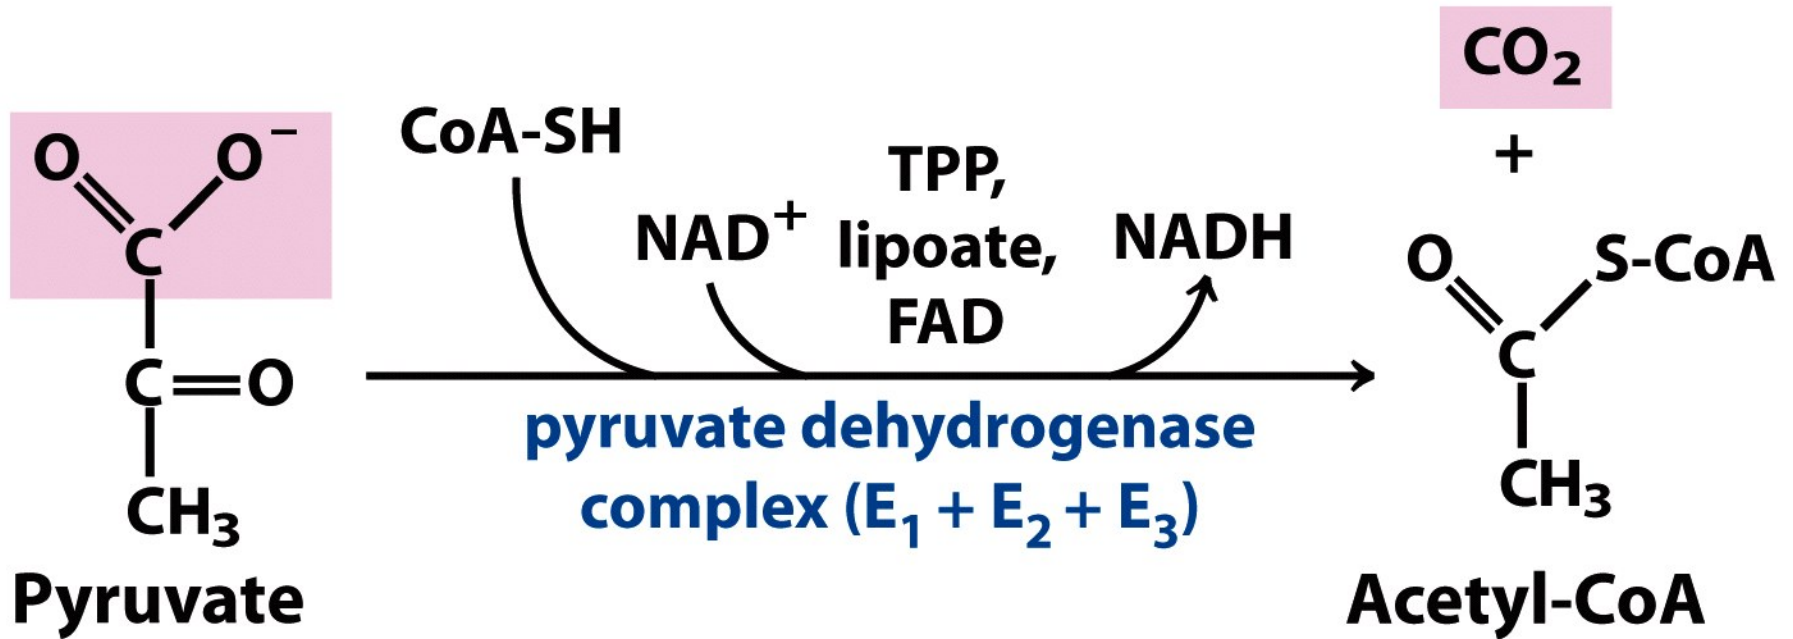 O
O⁻
C
C
O
CH₃
Pyruvate
CoA-SH
NAD⁺
TPP,
lipoate,
FAD
NADH
pyruvate dehydrogenase
complex (E₁ + E₂ + E₃)
CO₂
+
O
S-CoA
C
CH₃
Acetyl-CoA